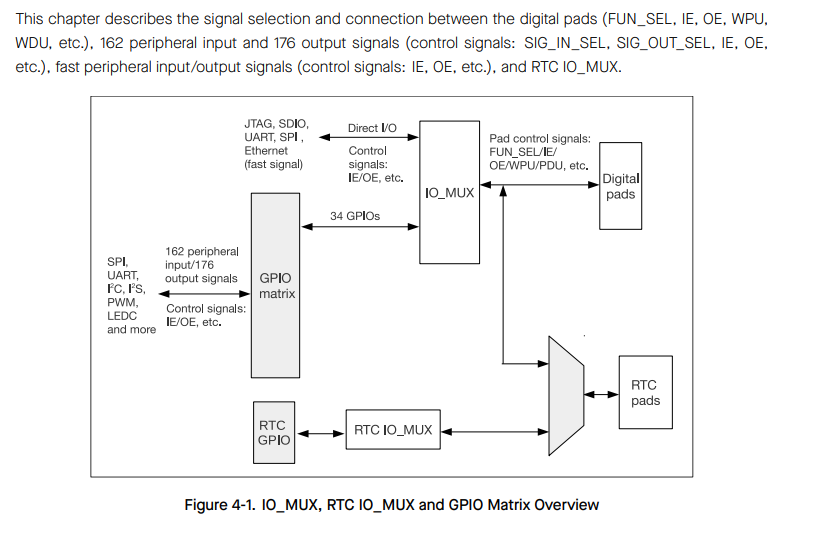 This chapter describes the signal selection and connection between the digital pads (FUN_SEL, IE, OE, WPU,
WDU, etc.), 162 peripheral input and 176 output signals (control signals: SIG_IN_SEL, SIG_OUT_SEL, IE, OE,
etc.), fast peripheral input/output signals (control signals: IE, OE, etc.), and RTC IO_MUX.
JTAG, SDIO,
UART, SPI ,
Ethernet
(fast signal)
Direct I/O
Control
signals:
IE/OE, etc.
IO_MUX
Pad control signals:
FUN_SEL/IE/
OE/WPU/PDU, etc.
Digital
pads
34 GPIOs
SPI,
UART,
I²C, I²S,
PWM,
LEDC
and more
162 peripheral
input/176
output signals
Control signals:
IE/OE, etc.
GPIO
matrix
RTC
pads
RTC
GPIO
RTC IO_MUX
Figure 4-1. IO_MUX, RTC IO_MUX and GPIO Matrix Overview